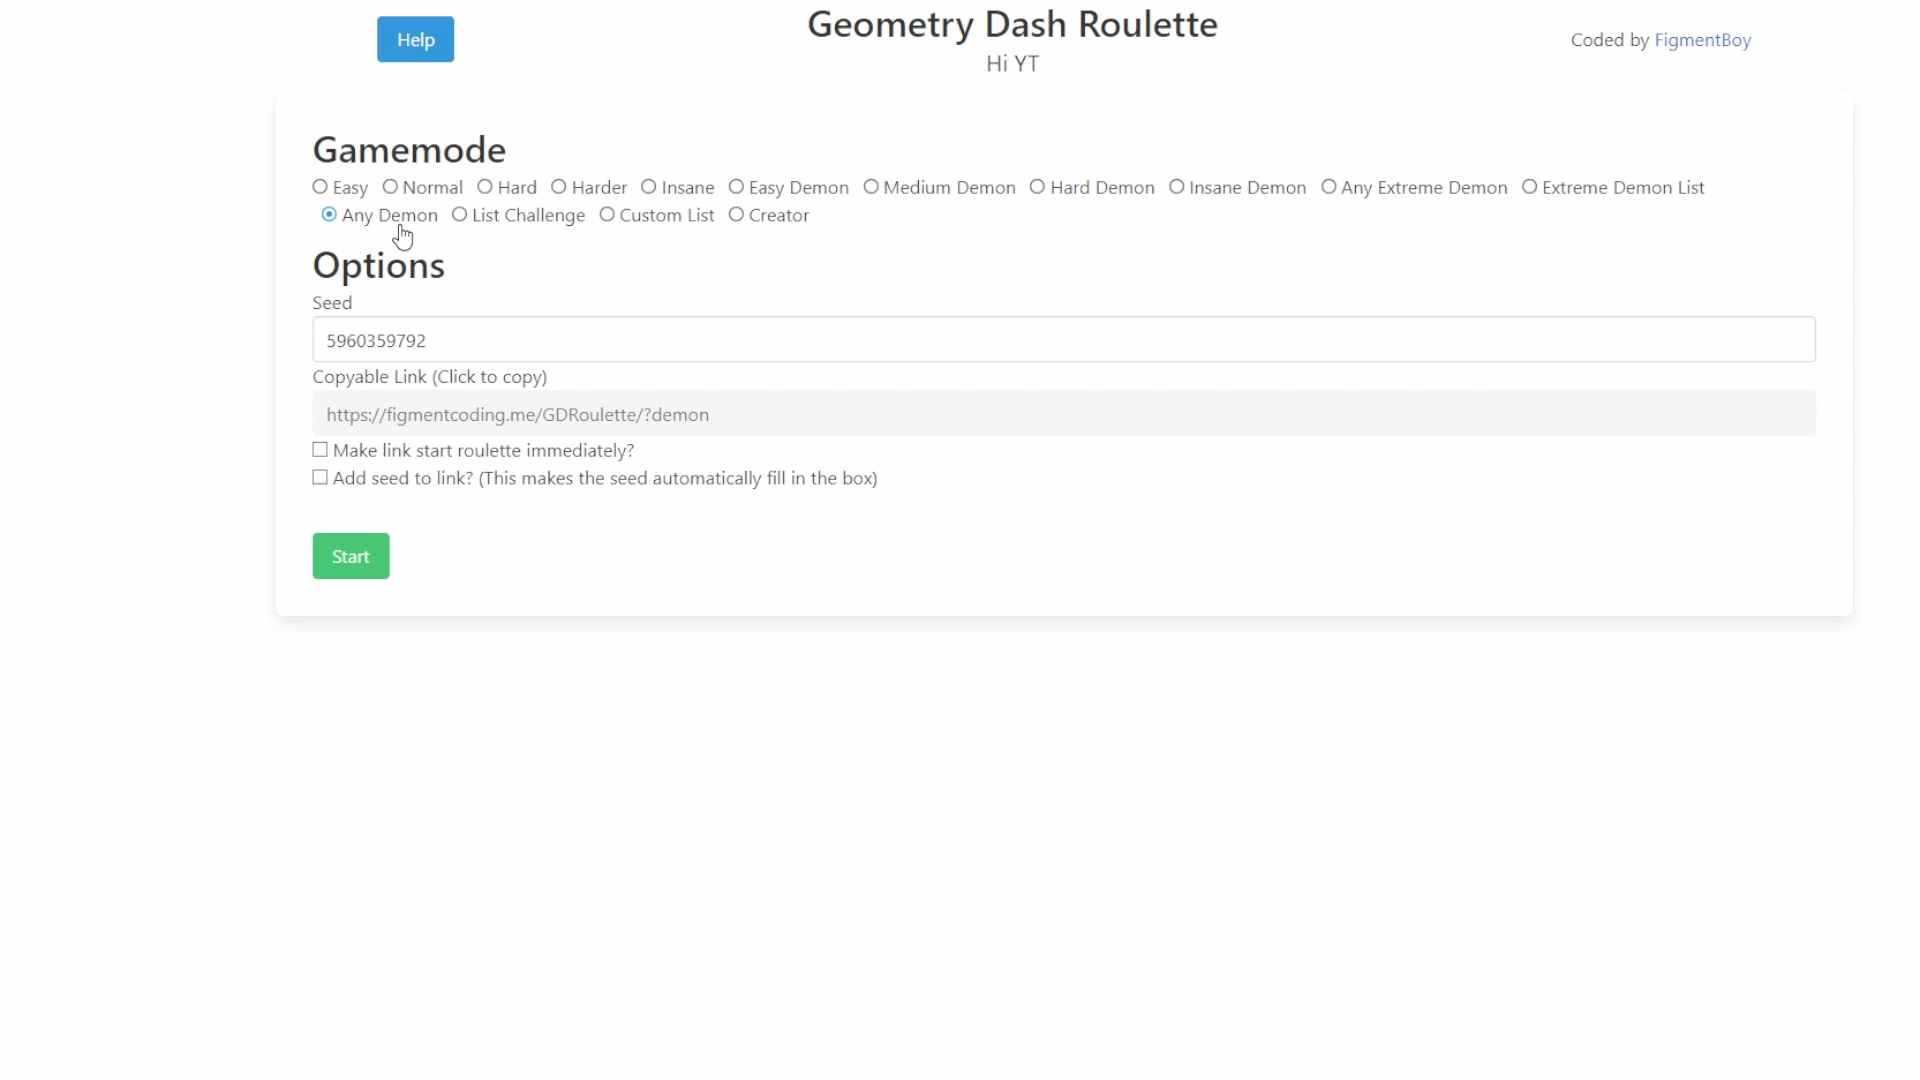 Help
Geometry Dash Roulette
Hi YT
Coded by FigmentBoy
Gamemode
Easy Normal Hard Harder Insane Easy Demon Medium Demon Hard Demon Insane Demon Any Extreme Demon Extreme Demon List
Any Demon List Challenge Custom List Creator
Options
Seed
5960359792
Copyable Link (Click to copy)
https://figmentcoding.me/GDRoulette/?demon
Make link start roulette immediately?
Add seed to link? (This makes the seed automatically fill in the box)
Start